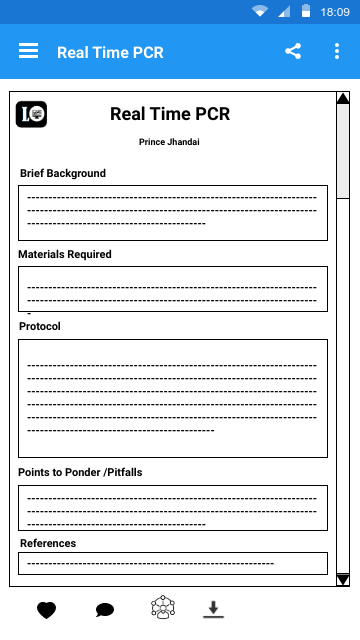 18:09
Real Time PCR
LO
Real Time PCR
Prince Jhandai
Brief Background
-------------------------------------------------------
-------------------------------------------------------
----------------------------------
Materials Required
-------------------------------------------------------
-------------------------------------------------------
-
Protocol
-------------------------------------------------------
-------------------------------------------------------
-------------------------------------------------------
-------------------------------------------------------
-------------------------------------------------------
------------------------------------
Points to Ponder /Pitfalls
-------------------------------------------------------
-------------------------------------------------------
----------------------------------
References
-----------------------------------------------